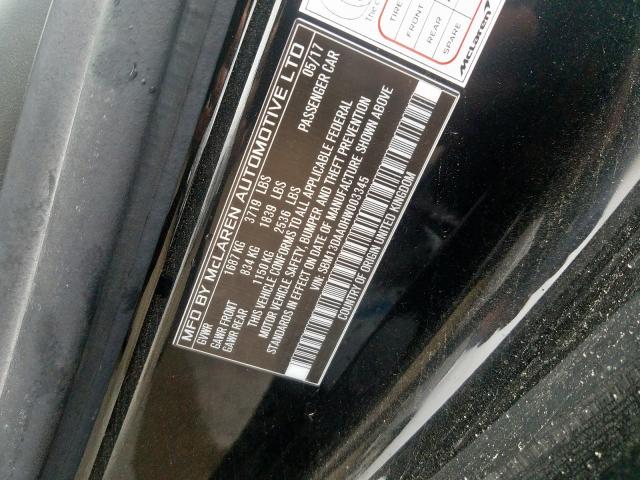 MFD BY McLAREN AUTOMOTIVE LTD
05/17
GVWR 1687 KG 3719 LBS PASSENGER CAR
GAWR FRONT 834 KG 1839 LBS
GAWR REAR 1150 KG 2536 LBS
THIS VEHICLE CONFORMS TO ALL APPLICABLE FEDERAL
MOTOR VEHICLE SAFETY, BUMPER AND THEFT PREVENTION
STANDARDS IN EFFECT ON DATE OF MANUFACTURE SHOWN ABOVE
VIN: SBM13DAA0HW003345
COUNTRY OF ORIGIN UNITED KINGDOM
TIRE
FRONT
REAR
SPARE
McLaren